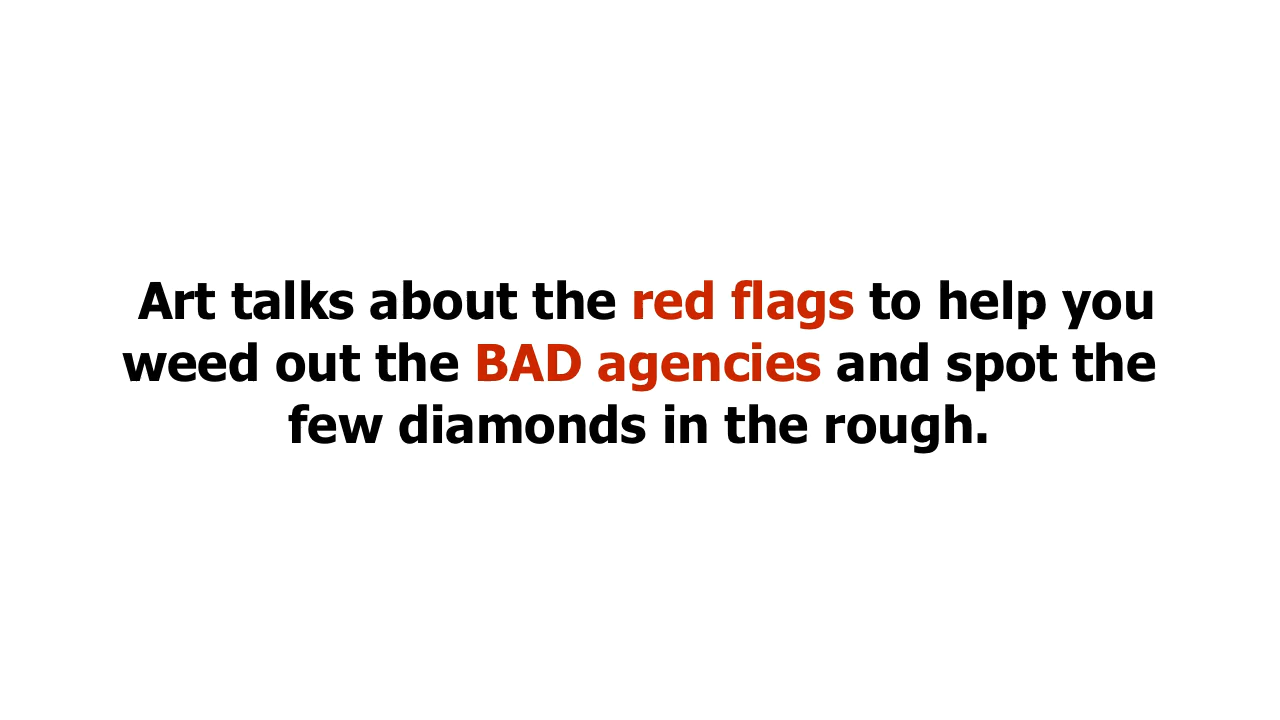 Art talks about the red flags to help you
weed out the BAD agencies and spot the
few diamonds in the rough.